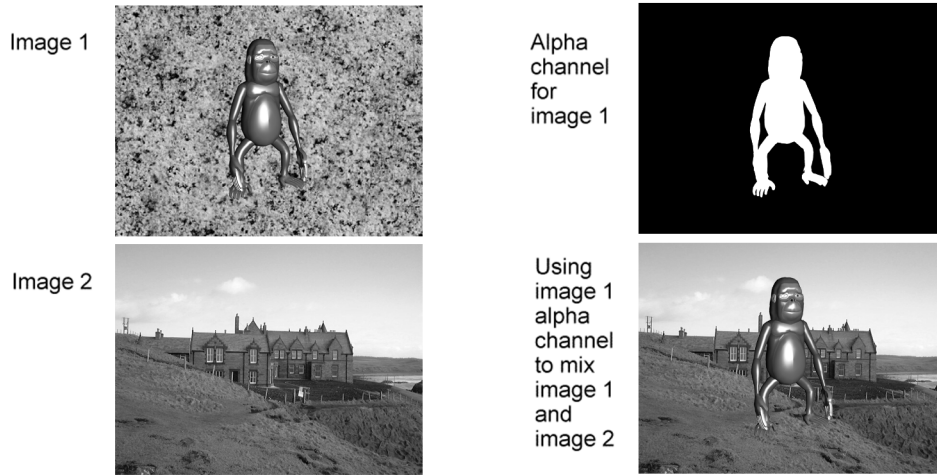 Image 1
Alpha
channel
for
image 1
Image 2
Using
image 1
alpha
channel
to mix
image 1
and
image 2